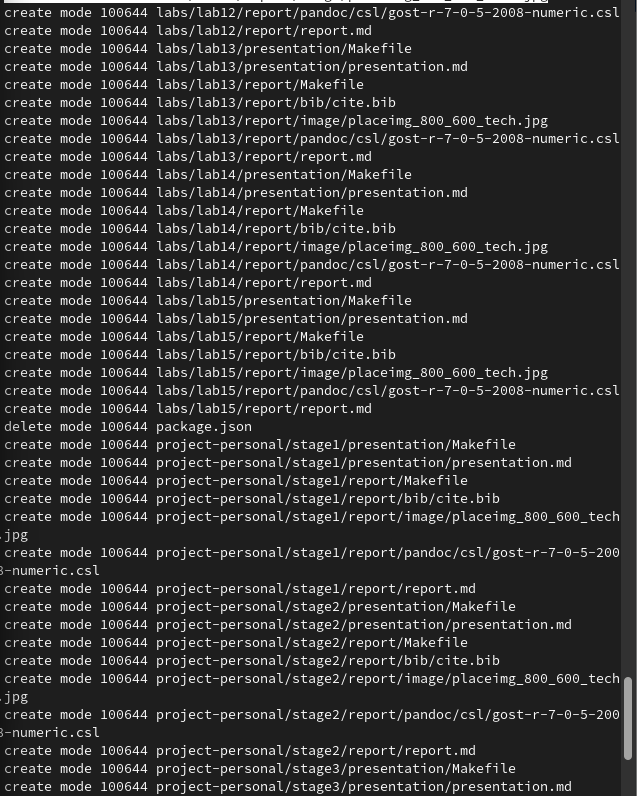 create mode 100644 labs/lab12/report/pandoc/csl/gost-r-7-0-5-2008-numeric.csl
create mode 100644 labs/lab12/report/report.md
create mode 100644 labs/lab13/presentation/Makefile
create mode 100644 labs/lab13/presentation/presentation.md
create mode 100644 labs/lab13/report/Makefile
create mode 100644 labs/lab13/report/bib/cite.bib
create mode 100644 labs/lab13/report/image/placeimg_800_600_tech.jpg
create mode 100644 labs/lab13/report/pandoc/csl/gost-r-7-0-5-2008-numeric.csl
create mode 100644 labs/lab13/report/report.md
create mode 100644 labs/lab14/presentation/Makefile
create mode 100644 labs/lab14/presentation/presentation.md
create mode 100644 labs/lab14/report/Makefile
create mode 100644 labs/lab14/report/bib/cite.bib
create mode 100644 labs/lab14/report/image/placeimg_800_600_tech.jpg
create mode 100644 labs/lab14/report/pandoc/csl/gost-r-7-0-5-2008-numeric.csl
create mode 100644 labs/lab14/report/report.md
create mode 100644 labs/lab15/presentation/Makefile
create mode 100644 labs/lab15/presentation/presentation.md
create mode 100644 labs/lab15/report/Makefile
create mode 100644 labs/lab15/report/bib/cite.bib
create mode 100644 labs/lab15/report/image/placeimg_800_600_tech.jpg
create mode 100644 labs/lab15/report/pandoc/csl/gost-r-7-0-5-2008-numeric.csl
create mode 100644 labs/lab15/report/report.md
delete mode 100644 package.json
create mode 100644 project-personal/stage1/presentation/Makefile
create mode 100644 project-personal/stage1/presentation/presentation.md
create mode 100644 project-personal/stage1/report/Makefile
create mode 100644 project-personal/stage1/report/bib/cite.bib
create mode 100644 project-personal/stage1/report/image/placeimg_800_600_tech
.jpg
create mode 100644 project-personal/stage1/report/pandoc/csl/gost-r-7-0-5-200
8-numeric.csl
create mode 100644 project-personal/stage1/report/report.md
create mode 100644 project-personal/stage2/presentation/Makefile
create mode 100644 project-personal/stage2/presentation/presentation.md
create mode 100644 project-personal/stage2/report/Makefile
create mode 100644 project-personal/stage2/report/bib/cite.bib
create mode 100644 project-personal/stage2/report/image/placeimg_800_600_tech
.jpg
create mode 100644 project-personal/stage2/report/pandoc/csl/gost-r-7-0-5-200
8-numeric.csl
create mode 100644 project-personal/stage2/report/report.md
create mode 100644 project-personal/stage3/presentation/Makefile
create mode 100644 project-personal/stage3/presentation/presentation.md